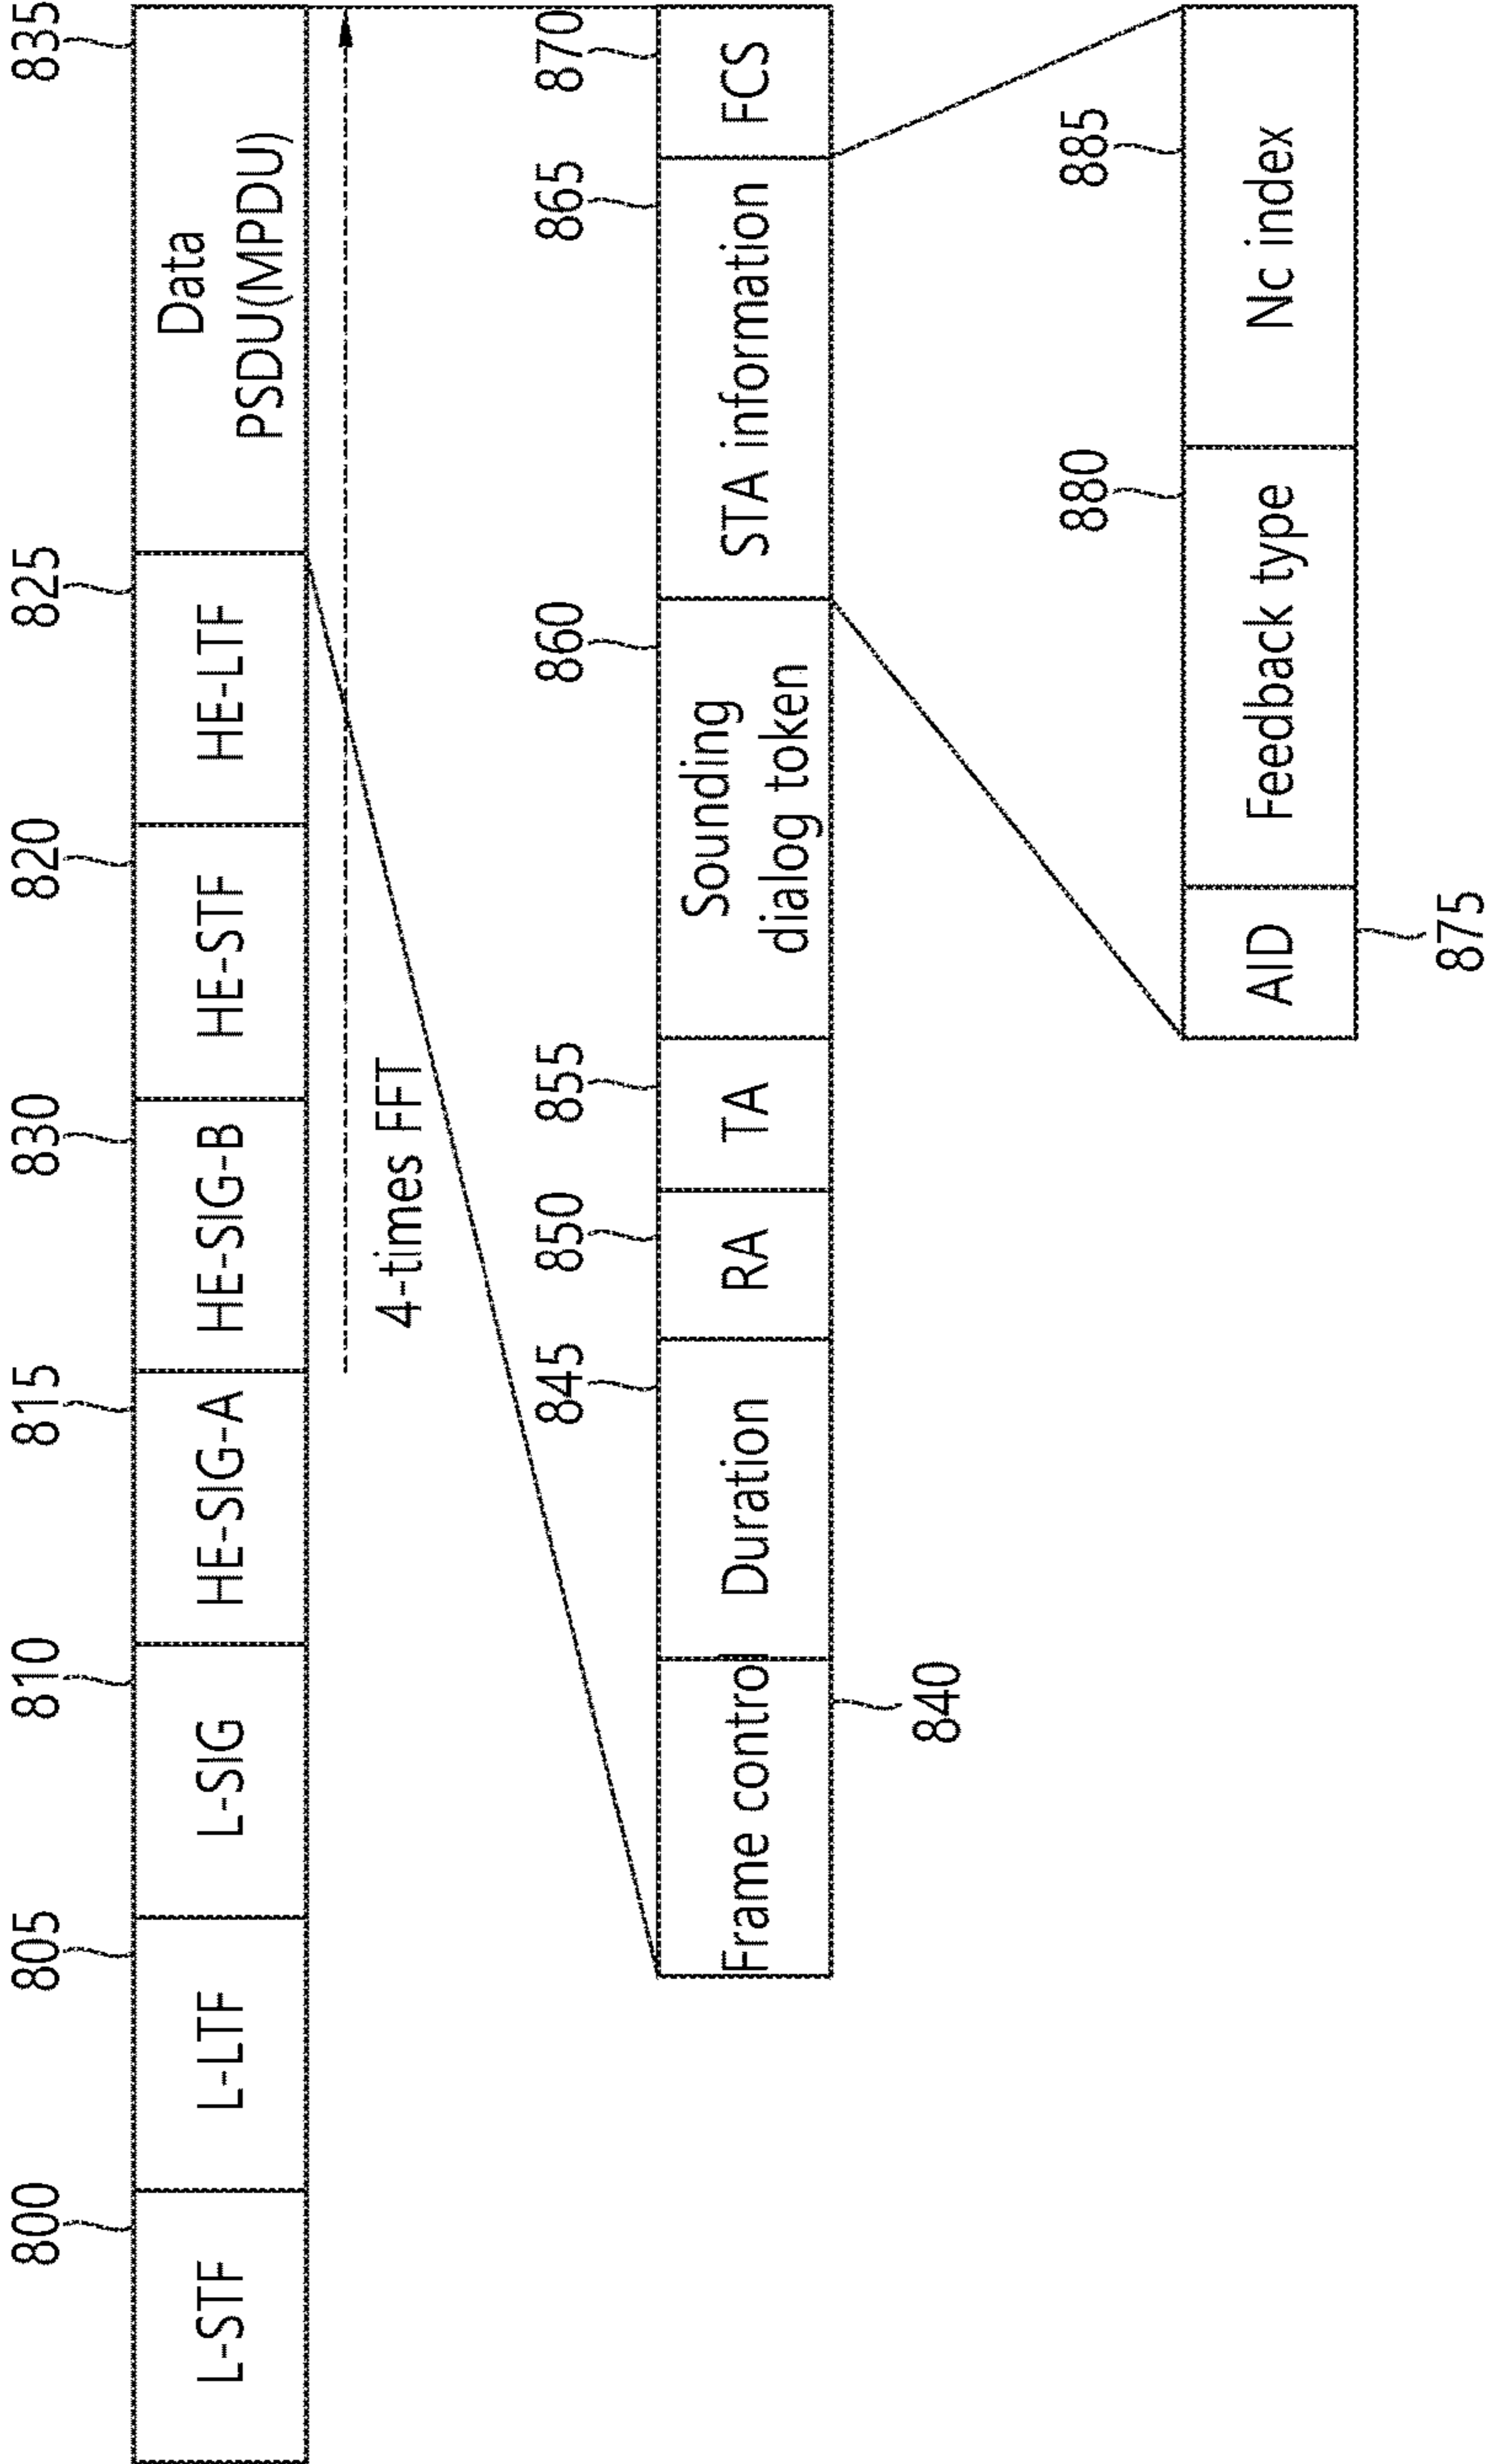 800
805
810
815
830
820
825
835
L-STF
L-LTF
L-SIG
HE-SIG-A
HE-SIG-B
HE-STF
HE-LTF
Data
PSDU(MPDU)
4-times FFT
845
850
855
860
865
870
Frame control
Duration
RA
TA
Sounding
dialog token
STA information
FCS
840
880
885
AID
Feedback type
Nc index
875